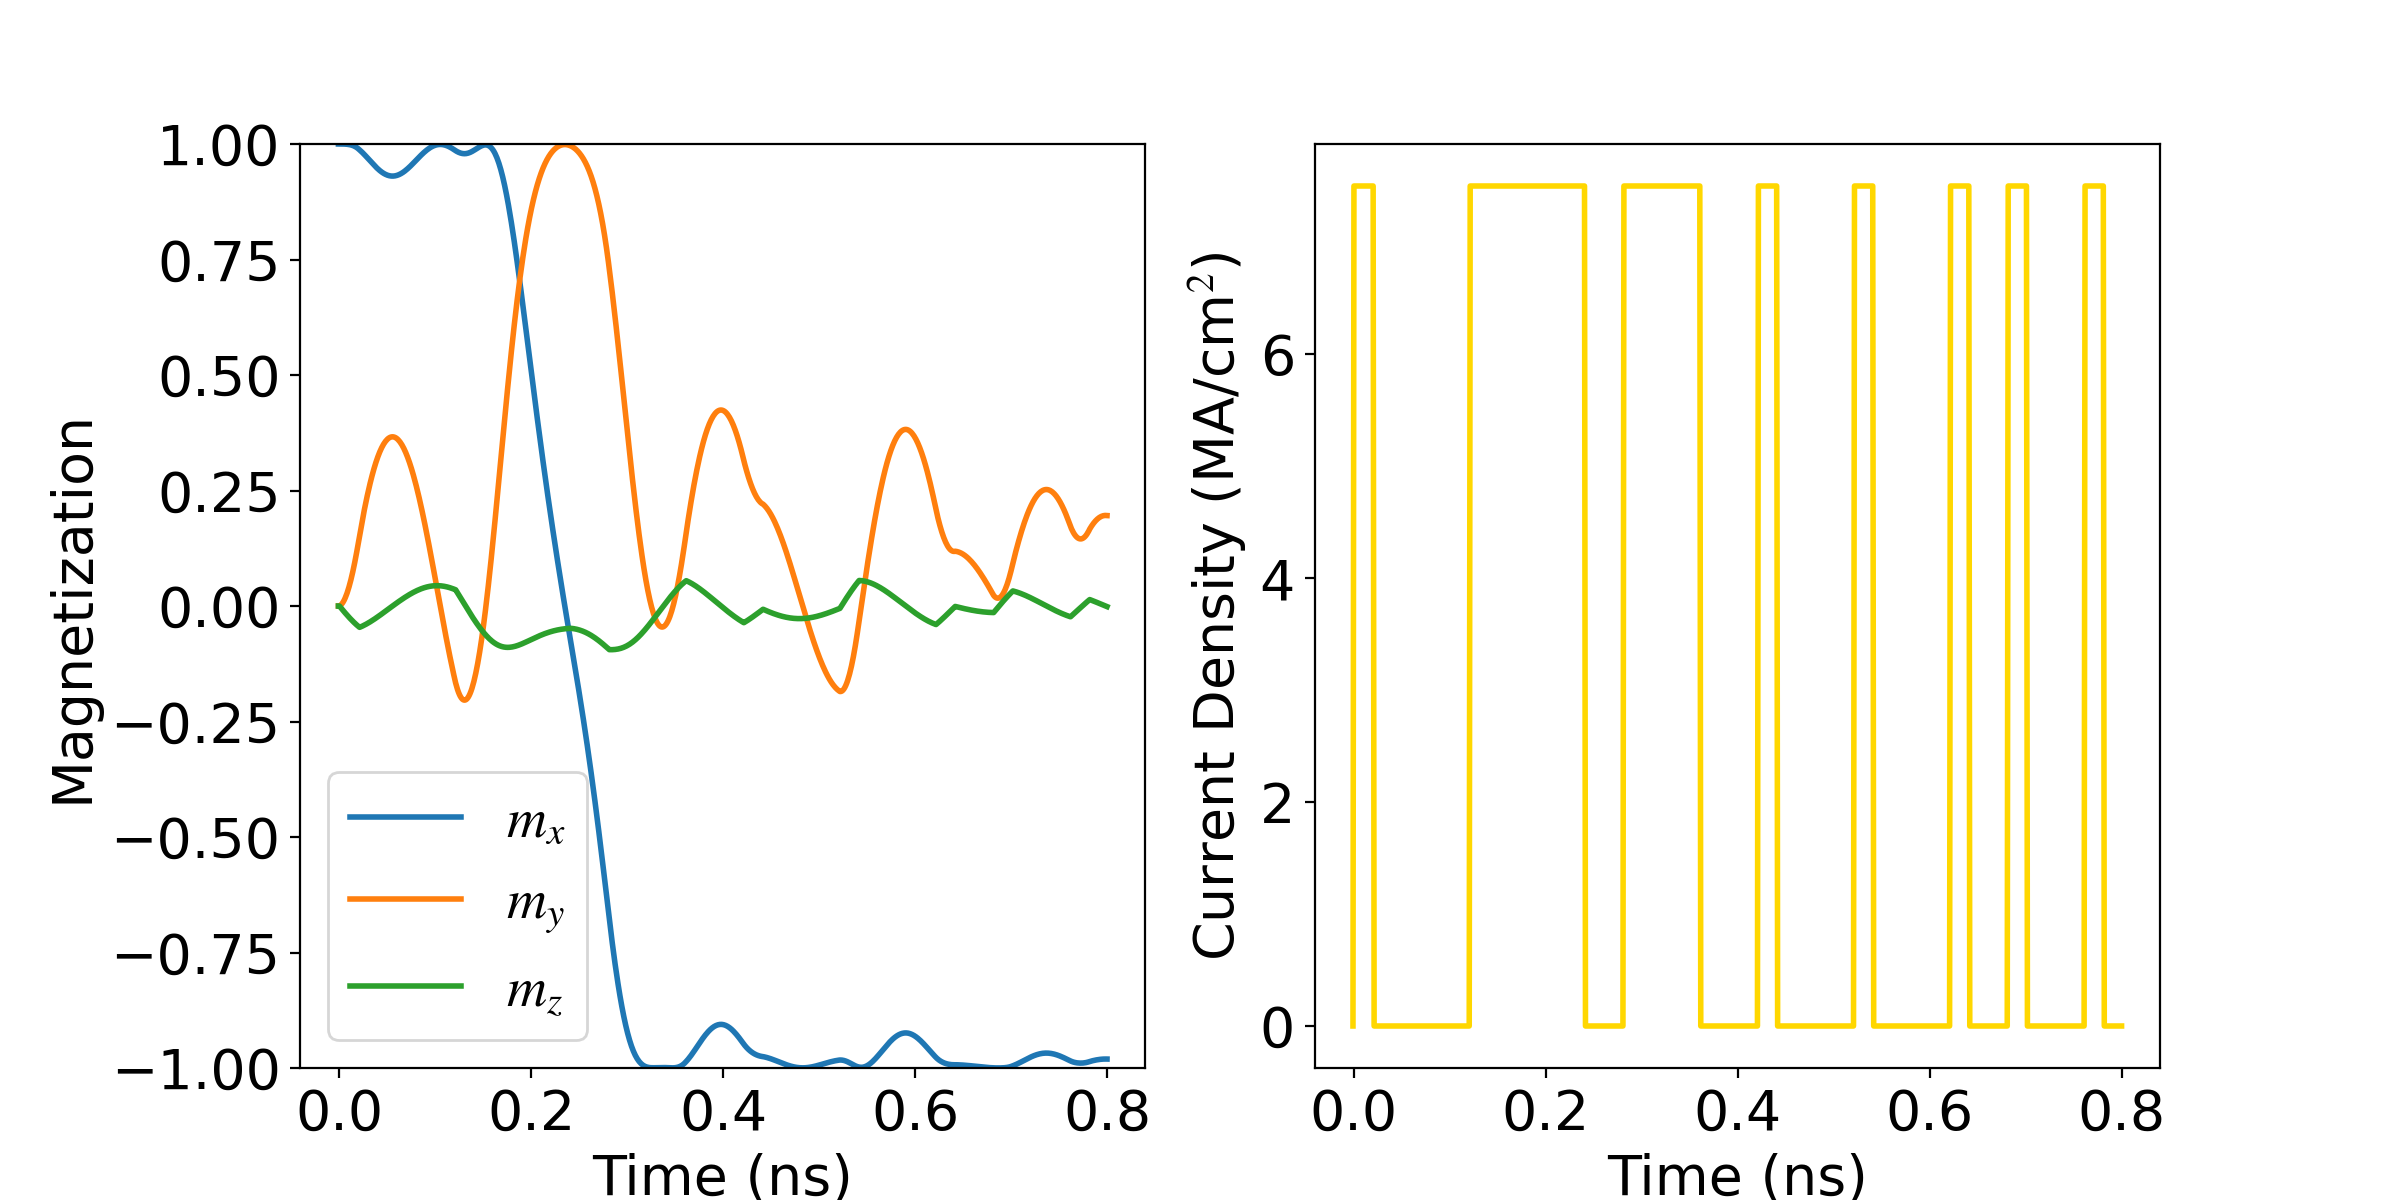 Magnetization
1.00
0.75
0.50
0.25
0.00
−0.25
−0.50
−0.75
−1.00
m_x
m_y
m_z
0.0 0.2 0.4 0.6 0.8
Time (ns)
Current Density (MA/cm²)
6
4
2
0
0.0 0.2 0.4 0.6 0.8
Time (ns)